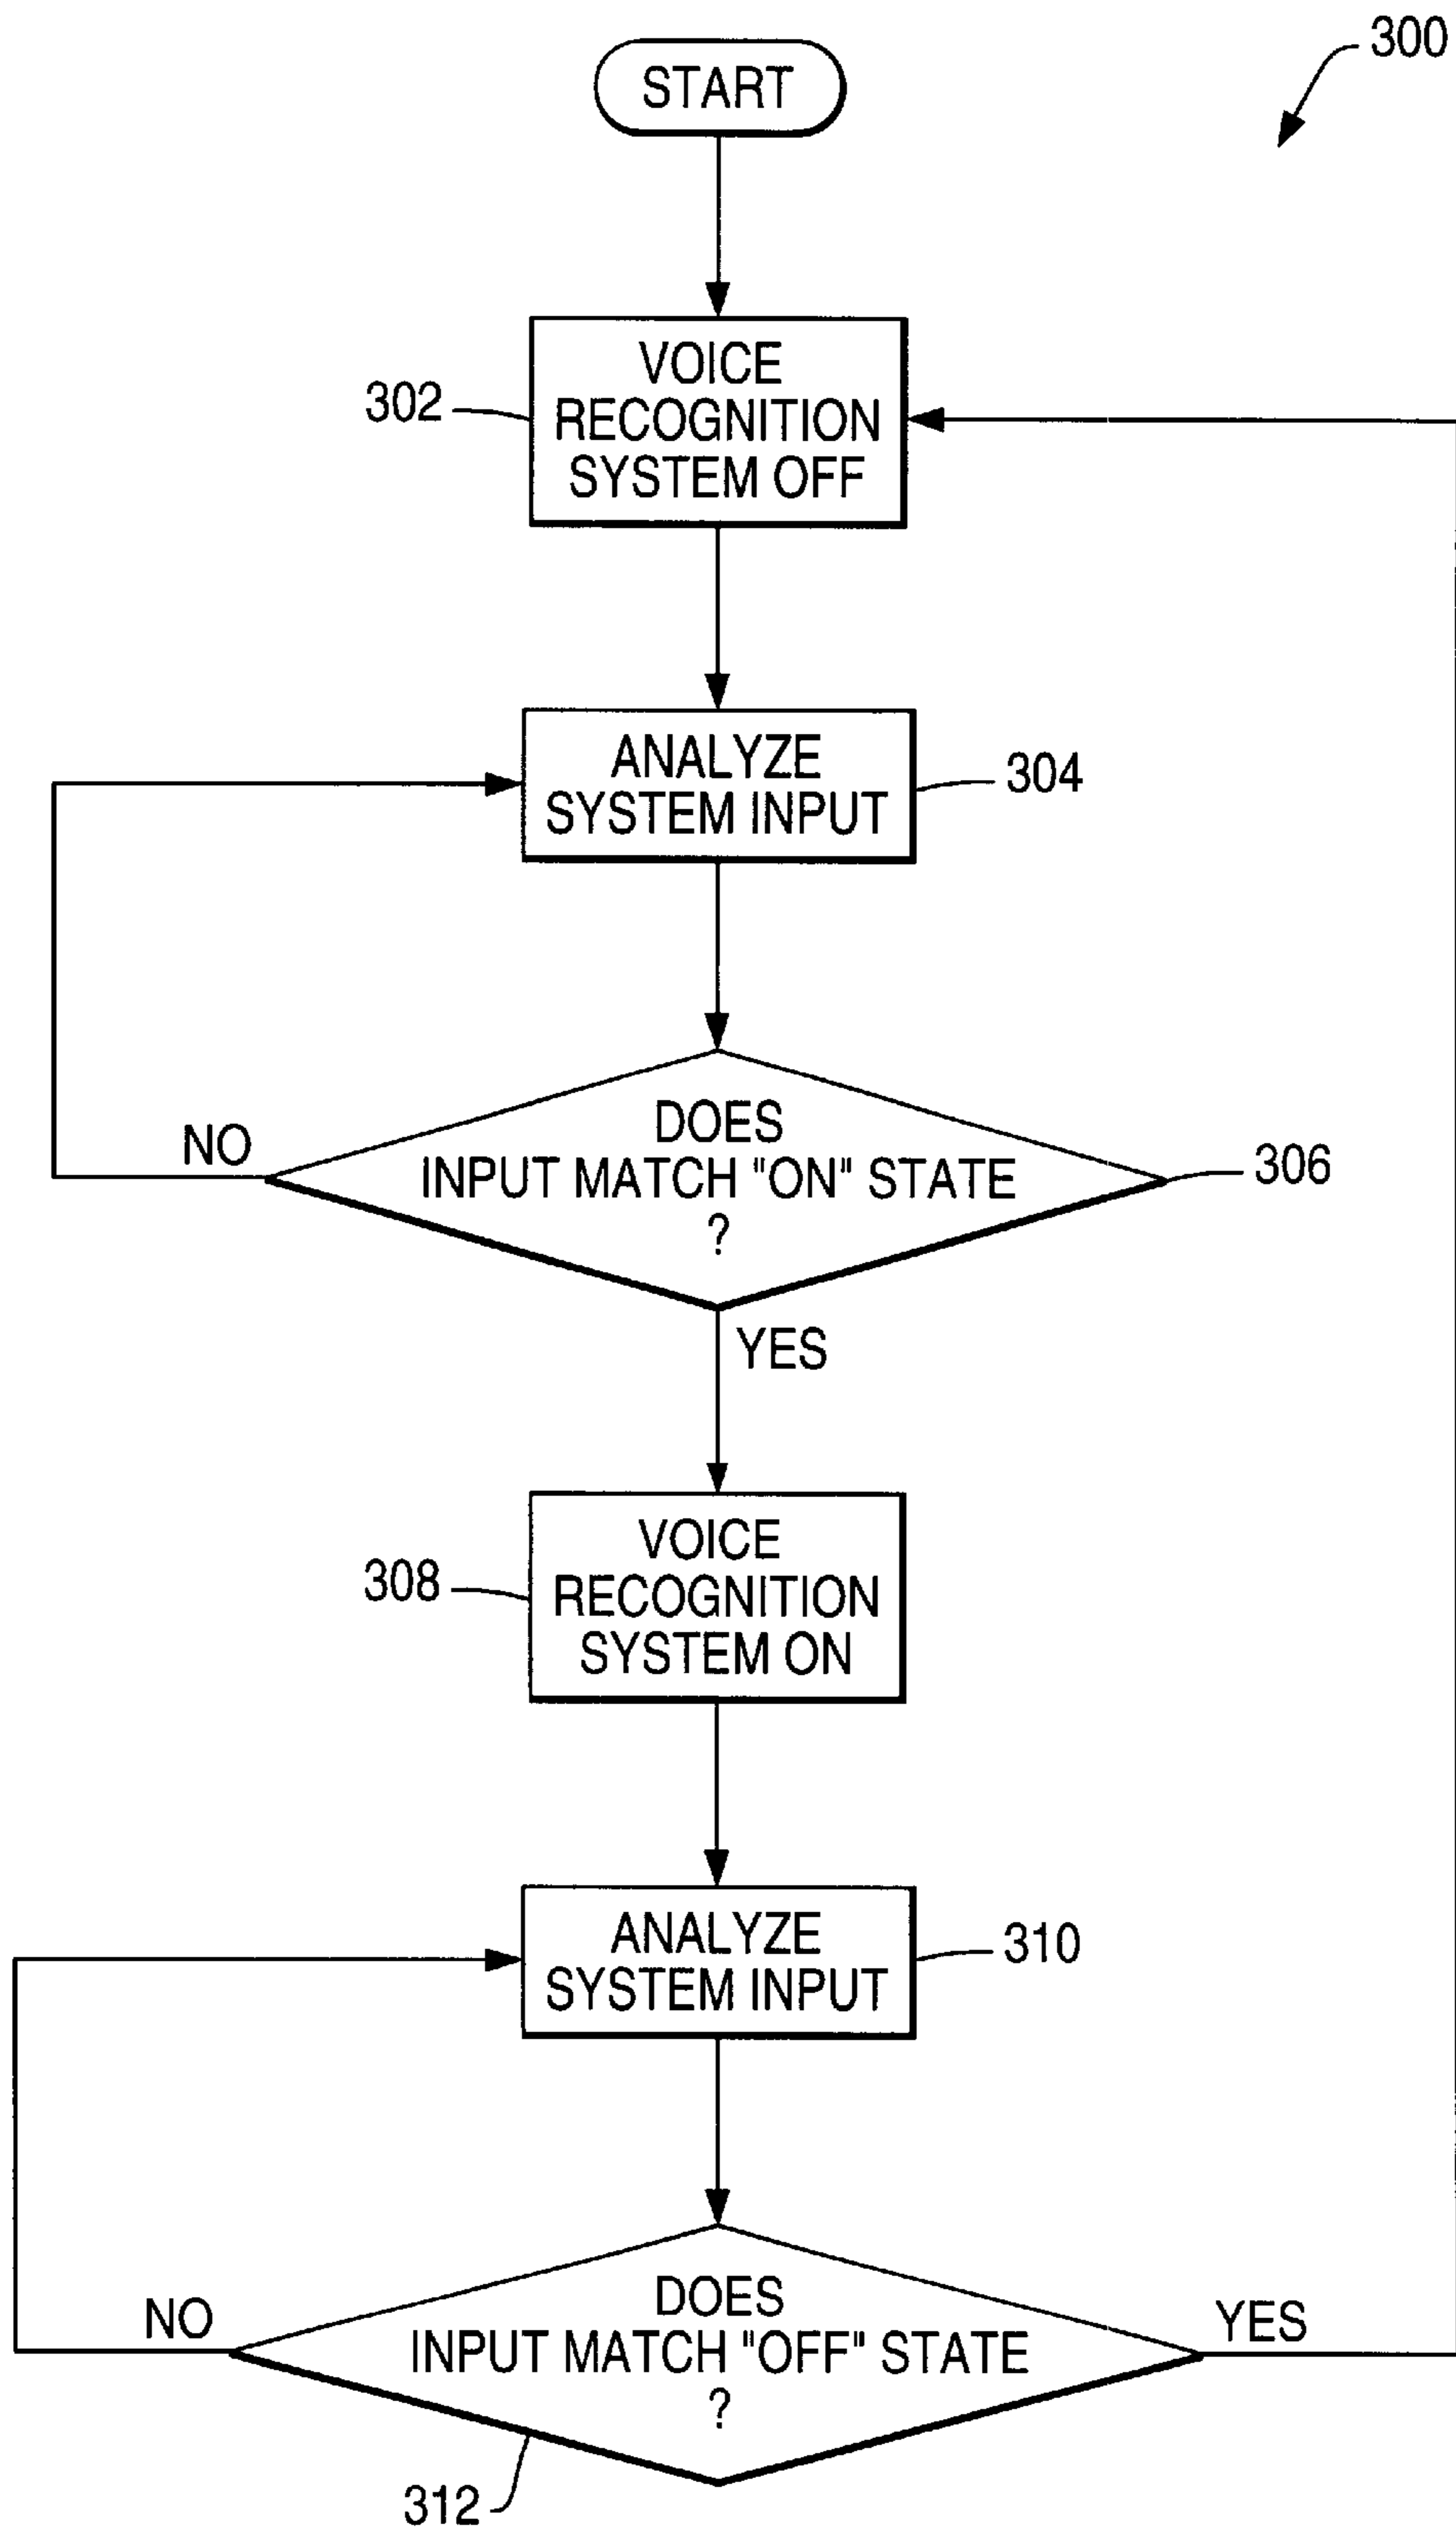 300
START
302
VOICE
RECOGNITION
SYSTEM OFF
ANALYZE
SYSTEM INPUT
304
NO
DOES
INPUT MATCH "ON" STATE
?
306
YES
308
VOICE
RECOGNITION
SYSTEM ON
ANALYZE
SYSTEM INPUT
310
NO
DOES
INPUT MATCH "OFF" STATE
?
YES
312